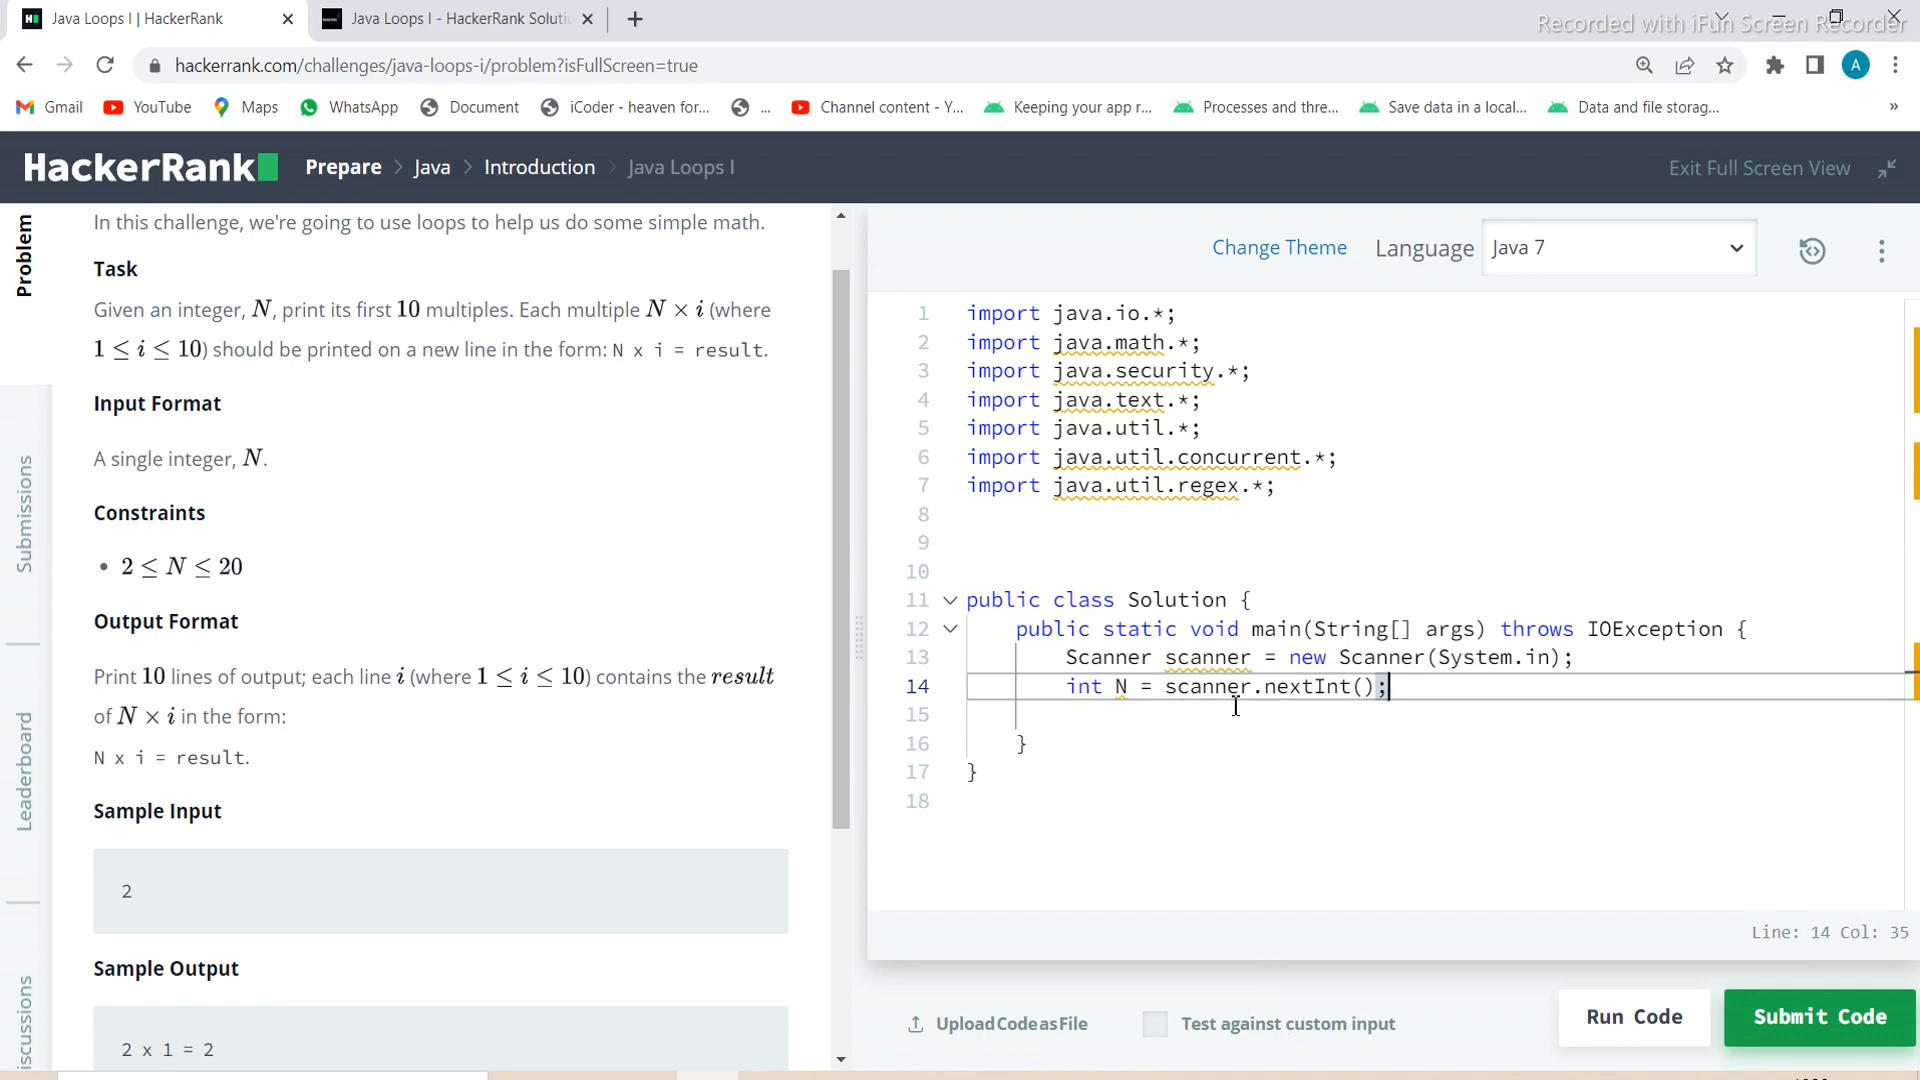 Java Loops I | HackerRank
Java Loops I - HackerRank Soluti
Recorded with iFun Screen Recorder
hackerrank.com/challenges/java-loops-i/problem?isFullScreen=true
A
Gmail
YouTube
Maps
WhatsApp
Document
iCoder - heaven for...
...
Channel content - Y...
Keeping your app r...
Processes and thre...
Save data in a local...
Data and file storag...
»
HackerRank
Prepare > Java > Introduction > Java Loops I
Exit Full Screen View
Problem
Submissions
Leaderboard
iscussions
In this challenge, we're going to use loops to help us do some simple math.
Task
Given an integer, N, print its first 10 multiples. Each multiple N × i (where
1 ≤ i ≤ 10) should be printed on a new line in the form: N x i = result.
Input Format
A single integer, N.
Constraints
• 2 ≤ N ≤ 20
Output Format
Print 10 lines of output; each line i (where 1 ≤ i ≤ 10) contains the result
of N × i in the form:
N x i = result.
Sample Input
2
Sample Output
2 x 1 = 2
Change Theme
Language
Java 7
1 import java.io.*;
2 import java.math.*;
3 import java.security.*;
4 import java.text.*;
5 import java.util.*;
6 import java.util.concurrent.*;
7 import java.util.regex.*;
8
9
10
11 public class Solution {
12 public static void main(String[] args) throws IOException {
13 Scanner scanner = new Scanner(System.in);
14 int N = scanner.nextInt();
15
16 }
17 }
18
Line: 14 Col: 35
Upload Code as File
Test against custom input
Run Code
Submit Code